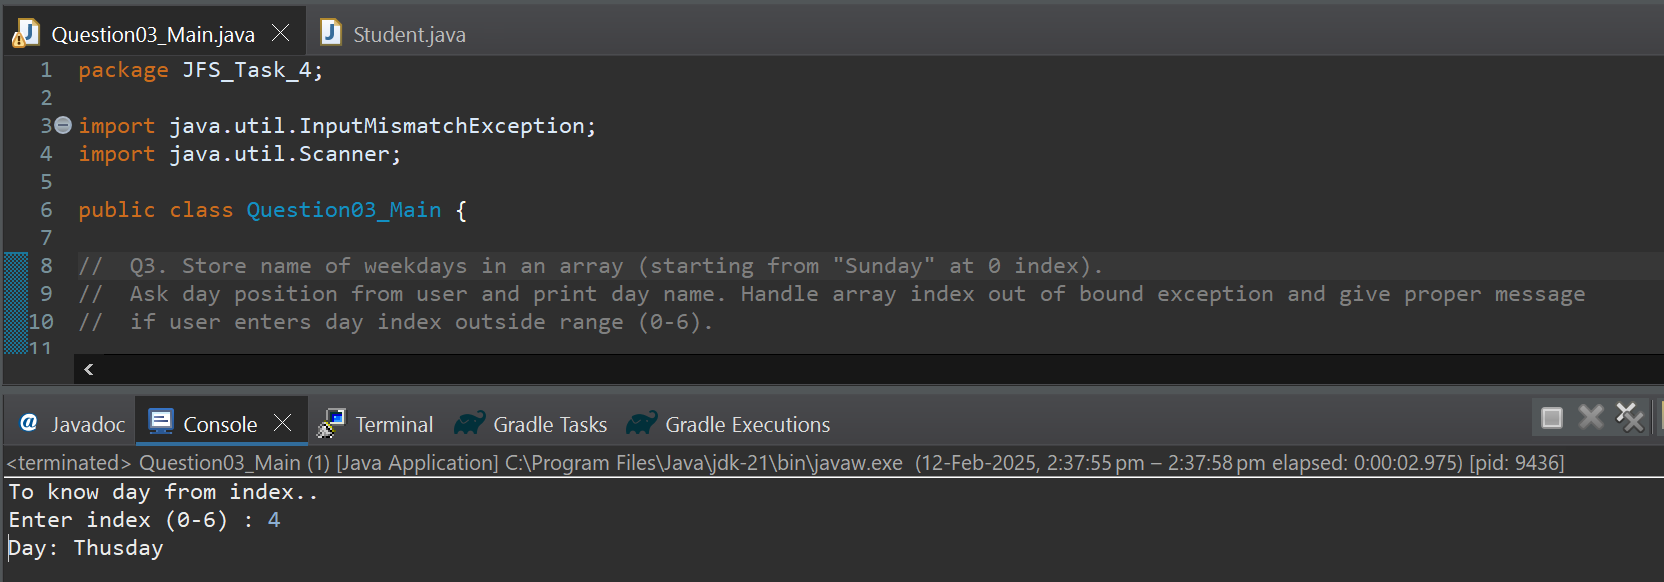 Question03_Main.java
Student.java
1 package JFS_Task_4;
2
3 import java.util.InputMismatchException;
4 import java.util.Scanner;
5
6 public class Question03_Main {
7
8 //  Q3. Store name of weekdays in an array (starting from "Sunday" at 0 index).
9 //  Ask day position from user and print day name. Handle array index out of bound exception and give proper message
10 //  if user enters day index outside range (0-6).
11
Javadoc
Console
Terminal
Gradle Tasks
Gradle Executions
<terminated> Question03_Main (1) [Java Application] C:\Program Files\Java\jdk-21\bin\javaw.exe (12-Feb-2025, 2:37:55 pm – 2:37:58 pm elapsed: 0:00:02.975) [pid: 9436]
To know day from index..
Enter index (0-6) : 4
Day: Thusday